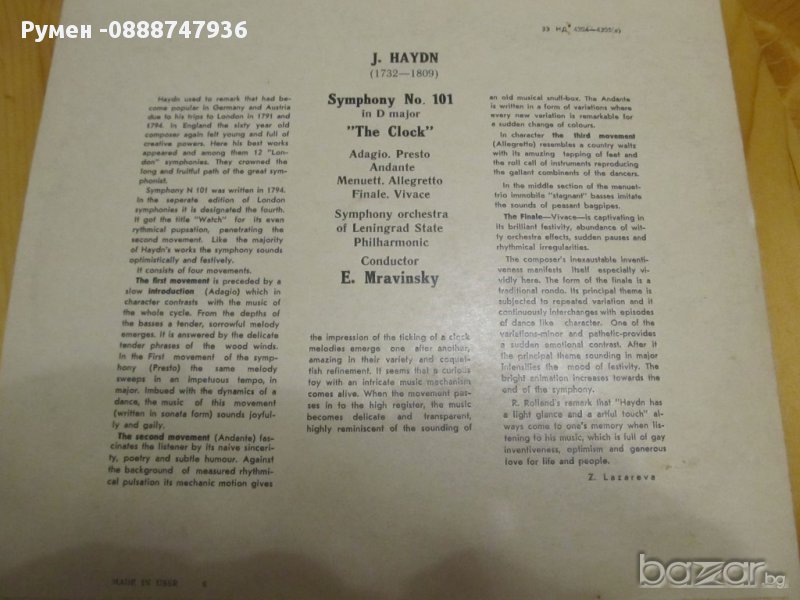 Румен -0888747936
J. HAYDN
(1732—1809)
Symphony No. 101
in D major
"The Clock"
Adagio. Presto
Andante
Menuett. Allegretto
Finale. Vivace
Symphony orchestra
of Leningrad State
Philharmonic
Conductor
E. Mravinsky
Haydn used to remark that had be-
come popular in Germany and Austria
due to his trips to London in 1791 and
1794. In England the sixty year old
composer again felt young and full of
creative powers. Here his best works
appeared and among them 12 "Lon-
don" symphonies. They crowned the
long and fruitful path of the great sym-
phonist.
Symphony N 101 was written in 1794.
In the seperate edition of London
symphonies it is designated the fourth.
It got the title "Watch" for its even
rythmical pupsation, penetrating the
second movement. Like the majority
of Haydn's works the symphony sounds
optimistically and festively.
It consists of four movements.
The first movement is preceded by a
slow introduction (Adagio) which in
character contrasts with the music of
the whole cycle. From the depths of
the basses a tender, sorrowful melody
emerges. It is answered by the delicate
tender phrases of the wood winds.
In the First movement of the symp-
hony (Presto) the same melody
sweeps in an impetuous tempo, in
major. Imbued with the dynamics of a
dance, the music of this movement
(written in sonata form) sounds joyful-
ly and gaily.
The second movement (Andante) fas-
cinates the listener by its naive sinceri-
ty, poetry and subtle humour. Against
the background of measured rhythmi-
cal pulsation its mechanic motion gives
the impression of the ticking of a clock
melodies emerge one after another,
amazing in their variety and coquet-
tish refinement. It seems that a curious
toy with an intricate music mechanism
comes alive. When the movement pas-
ses in to the high register, the music
becomes delicate and transparent,
highly reminiscent of the sounding of
an old musical snuff-box. The Andante
is written in a form of variations where
every new variation is remarkable for
a sudden change of colours.
In character the third movement
(Allegretto) resembles a country waltz
with its amuzing tapping of feet and
the roll call of instruments reproducing
the gallant combinents of the dancers.
In the middle section of the menuet-
trio immobile "stagnant" basses imitate
the sounds of peasant bagpipes.
The Finale—Vivace—is captivating in
its brilliant festivity, abundance of wit-
ty orchestra effects, sudden pauses and
rhythmical irregularities.
The composer's inexaustable inventi-
veness manifests itself especially vi-
vidly here. The form of the finale is a
traditional rondo. Its principal theme is
subjected to repeated variation and it
continuously interchanges with episodes
of dance like character. One of the
variations-minor and pathetic-provides
a sudden emotional contrast. After it
the principal theme sounding in major
intensifies the mood of festivity. The
bright animation increases towards the
end of the symphony.
R. Rolland's remark that "Haydn has
a light glance and a artful touch" al-
ways come to one's memory when lis-
tening to his music, which is full of gay
inventiveness, optimism and generous
love for life and people.
Z. Lazareva
MADE IN USSR 6
bazar.bg